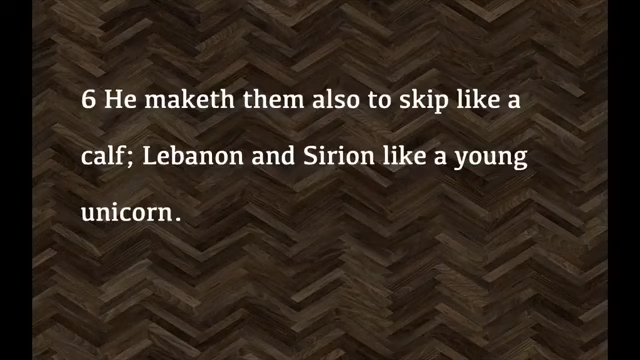 6 He maketh them also to skip like a
calf; Lebanon and Sirion like a young
unicorn.